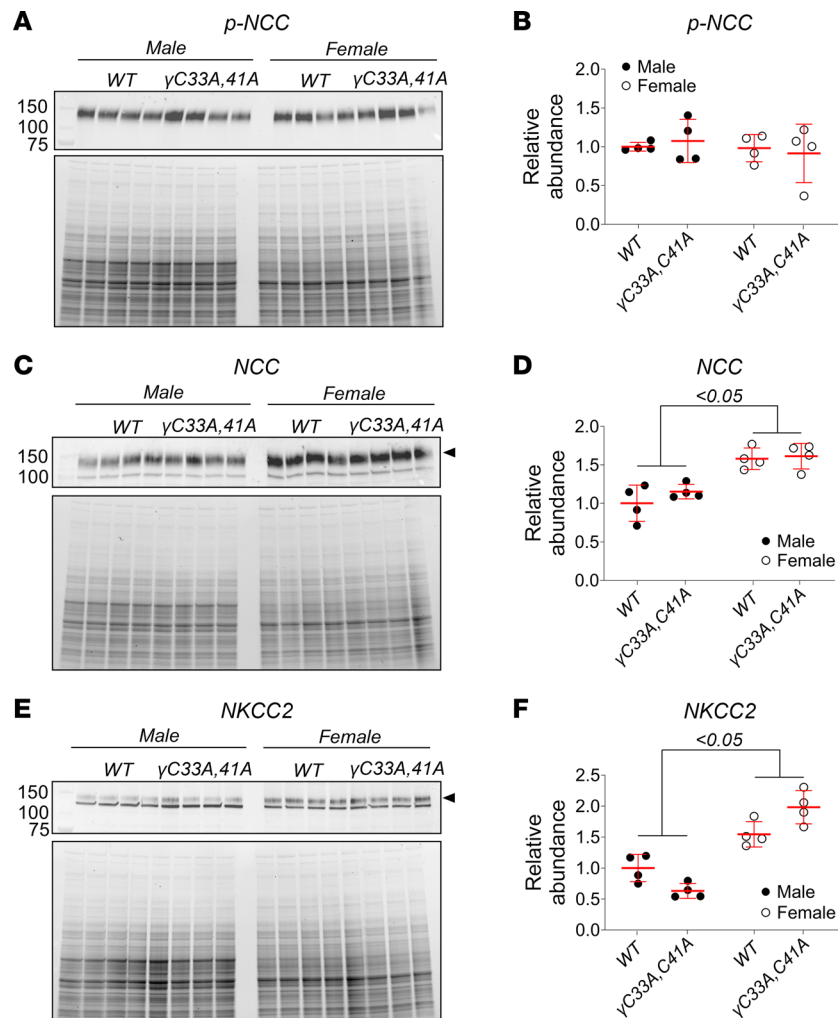 A
p-NCC
Male
Female
WT
γC33A,41A
WT
γC33A,41A
150
100
75
B
p-NCC
Male
Female
Relative
abundance
2.0
1.5
1.0
0.5
0.0
WT
γC33A,C41A
WT
γC33A,C41A
C
NCC
Male
Female
WT
γC33A,41A
WT
γC33A,41A
150
100
D
NCC
<0.05
Relative
abundance
2.0
1.5
1.0
0.5
0.0
Male
Female
WT
γC33A,C41A
WT
γC33A,C41A
E
NKCC2
Male
Female
WT
γC33A,41A
WT
γC33A,41A
150
100
75
F
NKCC2
<0.05
Relative
abundance
2.5
2.0
1.5
1.0
0.5
0.0
Male
Female
WT
γC33A,C41A
WT
γC33A,C41A